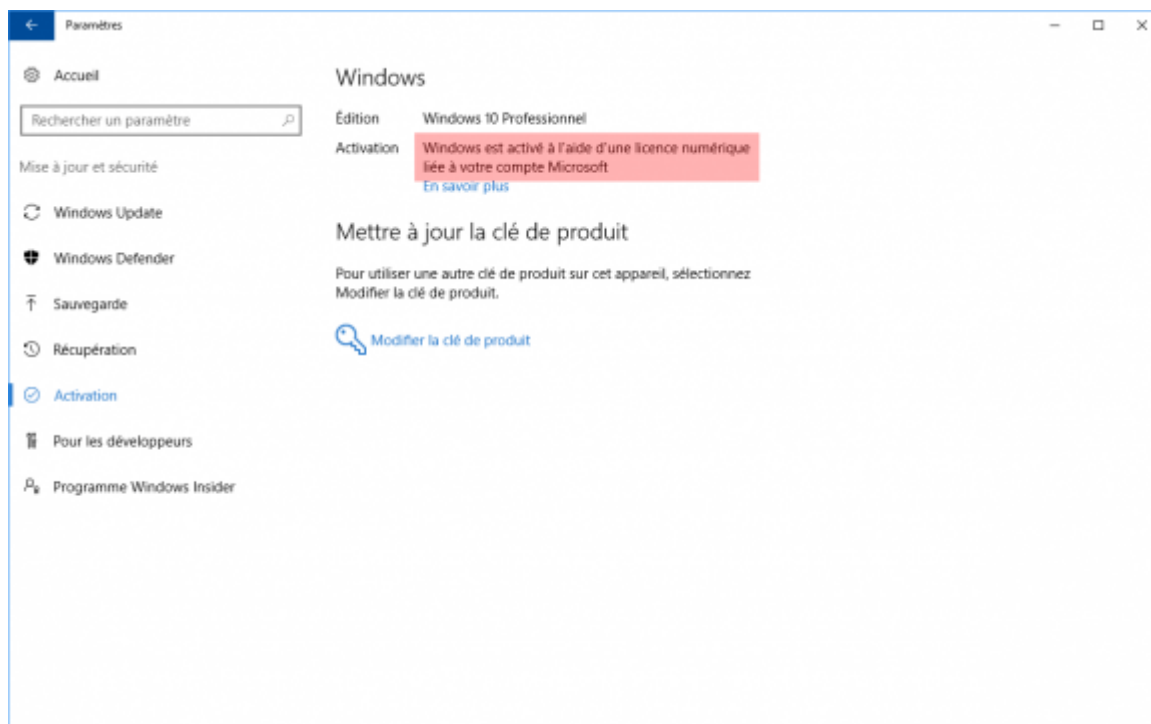 Paramètres
Accueil
Rechercher un paramètre
Mise à jour et sécurité
Windows Update
Windows Defender
Sauvegarde
Récupération
Activation
Pour les développeurs
Programme Windows Insider
Windows
Édition Windows 10 Professionnel
Activation Windows est activé à l'aide d'une licence numérique
liée à votre compte Microsoft
En savoir plus
Mettre à jour la clé de produit
Pour utiliser une autre clé de produit sur cet appareil, sélectionnez
Modifier la clé de produit.
Modifier la clé de produit